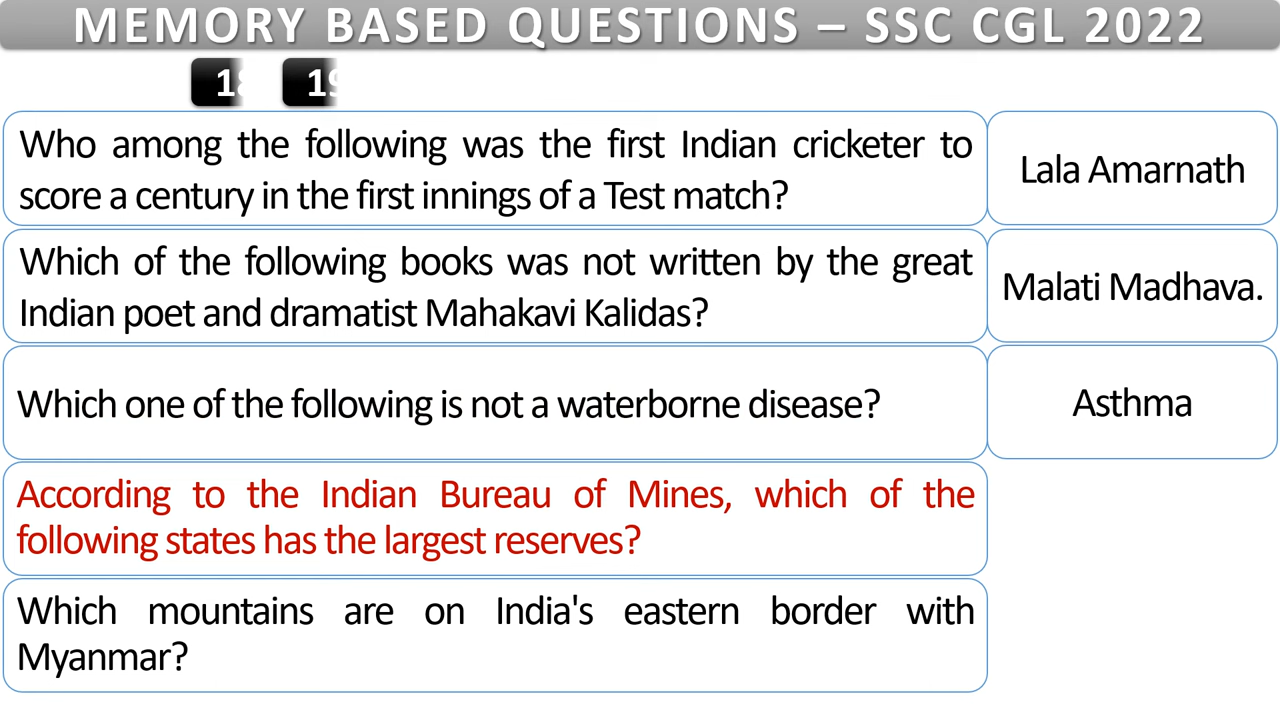 MEMORY BASED QUESTIONS – SSC CGL 2022
18 19
Who among the following was the first Indian cricketer to
score a century in the first innings of a Test match?
Lala Amarnath
Which of the following books was not written by the great
Indian poet and dramatist Mahakavi Kalidas?
Malati Madhava.
Which one of the following is not a waterborne disease?
Asthma
According to the Indian Bureau of Mines, which of the
following states has the largest reserves?
Which mountains are on India's eastern border with
Myanmar?